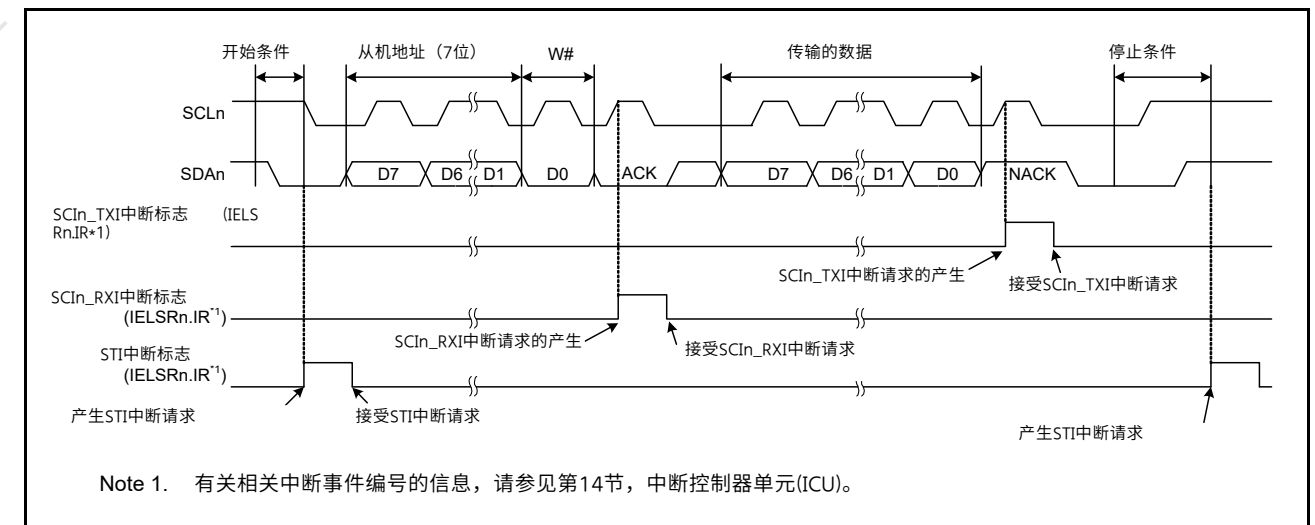 开始条件 从机地址（7位） W# 传输的数据 停止条件
SCLn
SDAn D7 D6 D1 D0 ACK D7 D6 D1 D0 NACK
SCIn_TXI中断标志 (IELS
Rn.IR*1)
SCIn_TXI中断请求的产生 接受SCIn_TXI中断请求
SCIn_RXI中断标志
(IELSRn.IR*1)
SCIn_RXI中断请求的产生 接受SCIn_RXI中断请求
STI中断标志
(IELSRn.IR*1)
产生STI中断请求 接受STI中断请求 产生STI中断请求
Note 1. 有关相关中断事件编号的信息，请参见第14节，中断控制器单元(ICU)。